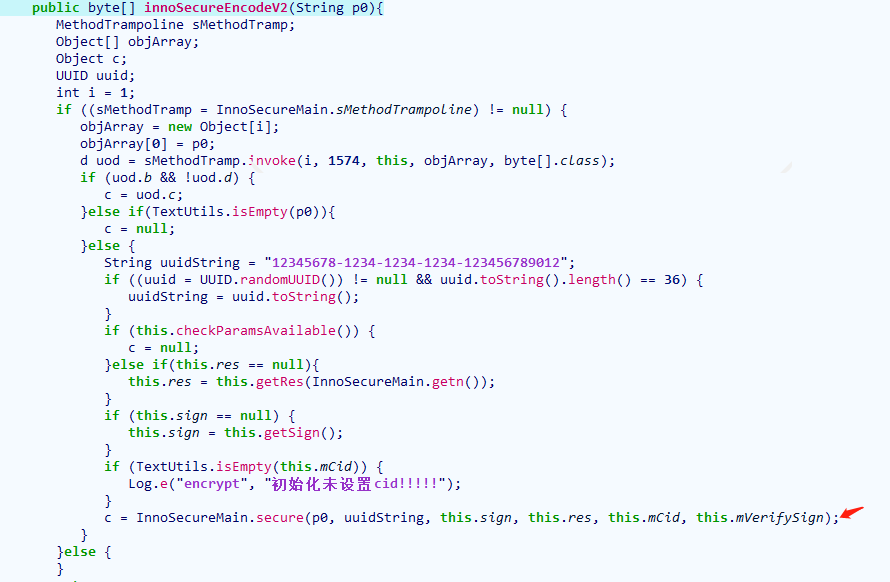 public byte[] innoSecureEncodeV2(String p0){
MethodTrampoline sMethodTramp;
Object[] objArray;
Object c;
UUID uuid;
int i = 1;
if ((sMethodTramp = InnoSecureMain.sMethodTrampoline) != null) {
objArray = new Object[i];
objArray[0] = p0;
d uod = sMethodTramp.invoke(i, 1574, this, objArray, byte[].class);
if (uod.b && !uod.d) {
c = uod.c;
}else if(TextUtils.isEmpty(p0)){
c = null;
}else {
String uuidString = "12345678-1234-1234-1234-123456789012";
if ((uuid = UUID.randomUUID()) != null && uuid.toString().length() == 36) {
uuidString = uuid.toString();
}
if (this.checkParamsAvailable()) {
c = null;
}else if(this.res == null){
this.res = this.getRes(InnoSecureMain.getn());
}
if (this.sign == null) {
this.sign = this.getSign();
}
if (TextUtils.isEmpty(this.mCid)) {
Log.e("encrypt", "初始化未设置cid!!!!!");
}
c = InnoSecureMain.secure(p0, uuidString, this.sign, this.res, this.mCid, this.mVerifySign);
}
}else {
}